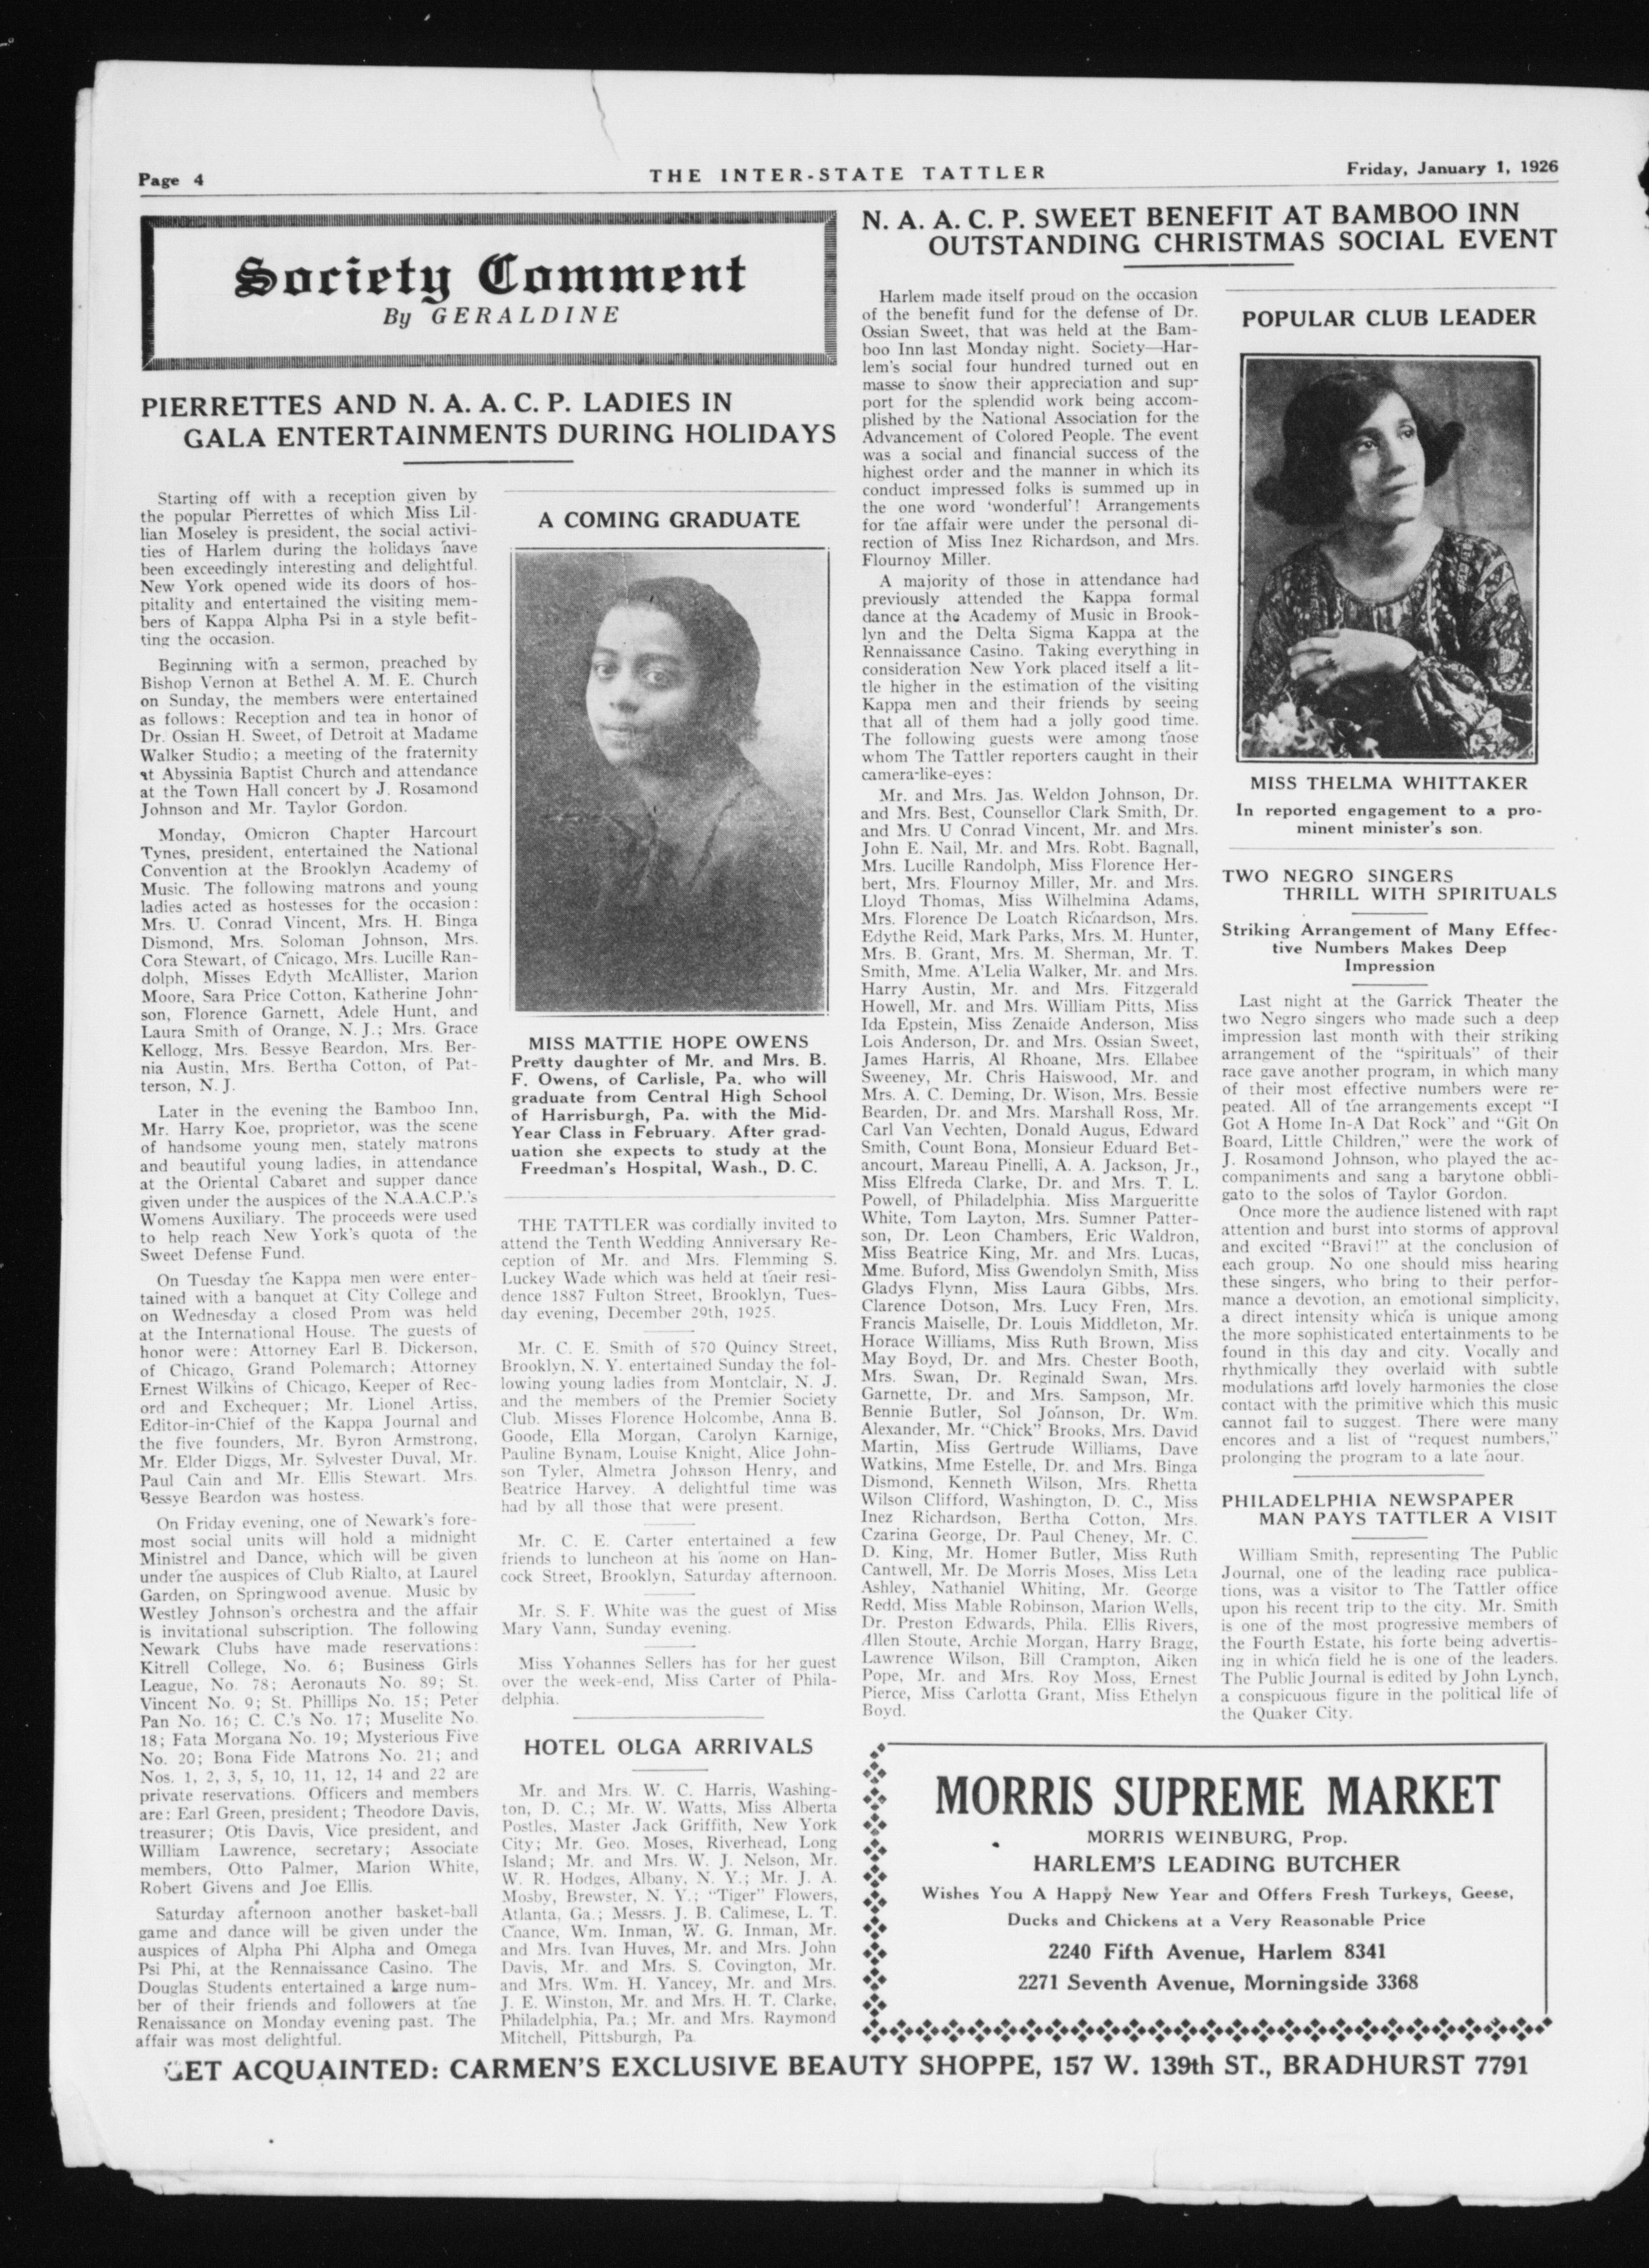 Page 4
THE INTER-STATE TATTLER
Friday, January 1, 1926
Society Comment
By GERALDINE
PIERRETTES AND N. A. A. C. P. LADIES IN
GALA ENTERTAINMENTS DURING HOLIDAYS
Starting off with a reception given by
the popular Pierrettes of which Miss Lil-
lian Moseley is president, the social activi-
ties of Harlem during the holidays have
been exceedingly interesting and delightful.
New York opened wide its doors of hos-
pitality and entertained the visiting mem-
bers of Kappa Alpha Psi in a style befit-
ting the occasion.
Beginning with a sermon, preached by
Bishop Vernon at Bethel A. M. E. Church
on Sunday, the members were entertained
as follows: Reception and tea in honor of
Dr. Ossian H. Sweet, of Detroit at Madame
Walker Studio; a meeting of the fraternity
at Abyssinia Baptist Church and attendance
at the Town Hall concert by J. Rosamond
Johnson and Mr. Taylor Gordon.
Monday, Omicron Chapter Harcourt
Tynes, president, entertained the National
Convention at the Brooklyn Academy of
Music. The following matrons and young
ladies acted as hostesses for the occasion:
Mrs. U. Conrad Vincent, Mrs. H. Binga
Dismond, Mrs. Soloman Johnson, Mrs.
Cora Stewart, of Chicago, Mrs. Lucille Ran-
dolph, Misses Edyth McAllister, Marion
Moore, Sara Price Cotton, Katherine John-
son, Florence Garnett, Adele Hunt, and
Laura Smith of Orange, N. J.; Mrs. Grace
Kellogg, Mrs. Bessye Beardon, Mrs. Ber-
nia Austin, Mrs. Bertha Cotton, of Pat-
terson, N. J.
Later in the evening the Bamboo Inn,
Mr. Harry Koe, proprietor, was the scene
of handsome young men, stately matrons
and beautiful young ladies, in attendance
at the Oriental Cabaret and supper dance
given under the auspices of the N.A.A.C.P.'s
Womens Auxiliary. The proceeds were used
to help reach New York's quota of the
Sweet Defense Fund.
On Tuesday the Kappa men were enter-
tained with a banquet at City College and
on Wednesday a closed Prom was held
at the International House. The guests of
honor were: Attorney Earl B. Dickerson,
of Chicago, Grand Polemarch; Attorney
Ernest Wilkins of Chicago, Keeper of Rec-
ord and Exchequer; Mr. Lionel Artiss,
Editor-in-Chief of the Kappa Journal and
the five founders, Mr. Byron Armstrong,
Mr. Elder Diggs, Mr. Sylvester Duval, Mr.
Paul Cain and Mr. Ellis Stewart. Mrs.
Bessye Beardon was hostess.
On Friday evening, one of Newark's fore-
most social units will hold a midnight
Ministrel and Dance, which will be given
under the auspices of Club Rialto, at Laurel
Garden, on Springwood avenue. Music by
Westley Johnson's orchestra and the affair
is invitational subscription. The following
Newark Clubs have made reservations:
Kitrell College, No. 6; Business Girls
League, No. 78; Aeronauts No. 89; St.
Vincent No. 9; St. Phillips No. 15; Peter
Pan No. 16; C. C.'s No. 17; Muselite No.
18; Fata Morgana No. 19; Mysterious Five
No. 20; Bona Fide Matrons No. 21; and
Nos. 1, 2, 3, 5, 10, 11, 12, 14 and 22 are
private reservations. Officers and members
are: Earl Green, president; Theodore Davis,
treasurer; Otis Davis, Vice president, and
William Lawrence, secretary; Associate
members, Otto Palmer, Marion White,
Robert Givens and Joe Ellis.
Saturday afternoon another basket-ball
game and dance will be given under the
auspices of Alpha Phi Alpha and Omega
Psi Phi, at the Rennaissance Casino. The
Douglas Students entertained a large num-
ber of their friends and followers at the
Renaissance on Monday evening past. The
affair was most delightful.
A COMING GRADUATE
MISS MATTIE HOPE OWENS
Pretty daughter of Mr. and Mrs. B.
F. Owens, of Carlisle, Pa. who will
graduate from Central High School
of Harrisburgh, Pa. with the Mid-
Year Class in February. After grad-
uation she expects to study at the
Freedman's Hospital, Wash., D. C.
THE TATTLER was cordially invited to
attend the Tenth Wedding Anniversary Re-
ception of Mr. and Mrs. Flemming S.
Luckey Wade which was held at their resi-
dence 1887 Fulton Street, Brooklyn, Tues-
day evening, December 29th, 1925.
Mr. C. E. Smith of 570 Quincy Street,
Brooklyn, N. Y. entertained Sunday the fol-
lowing young ladies from Montclair, N. J.
and the members of the Premier Society
Club. Misses Florence Holcombe, Anna B.
Goode, Ella Morgan, Carolyn Karnige,
Pauline Bynam, Louise Knight, Alice John-
son Tyler, Almetra Johnson Henry, and
Beatrice Harvey. A delightful time was
had by all those that were present.
Mr. C. E. Carter entertained a few
friends to luncheon at his home on Han-
cock Street, Brooklyn, Saturday afternoon.
Mr. S. F. White was the guest of Miss
Mary Vann, Sunday evening.
Miss Yohannes Sellers has for her guest
over the week-end, Miss Carter of Phila-
delphia.
HOTEL OLGA ARRIVALS
Mr. and Mrs. W. C. Harris, Washing-
ton, D. C.; Mr. W. Watts, Miss Alberta
Postles, Master Jack Griffith, New York
City; Mr. Geo. Moses, Riverhead, Long
Island; Mr. and Mrs. W. J. Nelson, Mr.
W. R. Hodges, Albany, N. Y.; Mr. J. A.
Mosby, Brewster, N. Y.; "Tiger" Flowers,
Atlanta, Ga.; Messrs. J. B. Calimese, L. T.
Chance, Wm. Inman, W. G. Inman, Mr.
and Mrs. Ivan Huves, Mr. and Mrs. John
Davis, Mr. and Mrs. S. Covington, Mr.
and Mrs. Wm. H. Yancey, Mr. and Mrs.
J. E. Winston, Mr. and Mrs. H. T. Clarke,
Philadelphia, Pa.; Mr. and Mrs. Raymond
Mitchell, Pittsburgh, Pa.
N. A. A. C. P. SWEET BENEFIT AT BAMBOO INN
OUTSTANDING CHRISTMAS SOCIAL EVENT
Harlem made itself proud on the occasion
of the benefit fund for the defense of Dr.
Ossian Sweet, that was held at the Bam-
boo Inn last Monday night. Society—Har-
lem's social four hundred turned out en
masse to show their appreciation and sup-
port for the splendid work being accom-
plished by the National Association for the
Advancement of Colored People. The event
was a social and financial success of the
highest order and the manner in which its
conduct impressed folks is summed up in
the one word 'wonderful'! Arrangements
for the affair were under the personal di-
rection of Miss Inez Richardson, and Mrs.
Flournoy Miller.
A majority of those in attendance had
previously attended the Kappa formal
dance at the Academy of Music in Brook-
lyn and the Delta Sigma Kappa at the
Rennaissance Casino. Taking everything in
consideration New York placed itself a lit-
tle higher in the estimation of the visiting
Kappa men and their friends by seeing
that all of them had a jolly good time.
The following guests were among those
whom The Tattler reporters caught in their
camera-like-eyes:
Mr. and Mrs. Jas. Weldon Johnson, Dr.
and Mrs. Best, Counsellor Clark Smith, Dr.
and Mrs. U Conrad Vincent, Mr. and Mrs.
John E. Nail, Mr. and Mrs. Robt. Bagnall,
Mrs. Lucille Randolph, Miss Florence Her-
bert, Mrs. Flournoy Miller, Mr. and Mrs.
Lloyd Thomas, Miss Wilhelmina Adams,
Mrs. Florence De Loatch Richardson, Mrs.
Edythe Reid, Mark Parks, Mrs. M. Hunter,
Mrs. B. Grant, Mrs. M. Sherman, Mr. T.
Smith, Mme. A'Lelia Walker, Mr. and Mrs.
Harry Austin, Mr. and Mrs. Fitzgerald
Howell, Mr. and Mrs. William Pitts, Miss
Ida Epstein, Miss Zenaide Anderson, Miss
Lois Anderson, Dr. and Mrs. Ossian Sweet,
James Harris, Al Rhoane, Mrs. Ellabee
Sweeney, Mr. Chris Haiswood, Mr. and
Mrs. A. C. Deming, Dr. Wison, Mrs. Bessie
Bearden, Dr. and Mrs. Marshall Ross, Mr.
Carl Van Vechten, Donald Augus, Edward
Smith, Count Bona, Monsieur Eduard Bet-
ancourt, Mareau Pinelli, A. A. Jackson, Jr.,
Miss Elfreda Clarke, Dr. and Mrs. T. L.
Powell, of Philadelphia. Miss Margueritte
White, Tom Layton, Mrs. Sumner Patter-
son, Dr. Leon Chambers, Eric Waldron,
Miss Beatrice King, Mr. and Mrs. Lucas,
Mme. Buford, Miss Gwendolyn Smith, Miss
Gladys Flynn, Miss Laura Gibbs, Mrs.
Clarence Dotson, Mrs. Lucy Fren, Mrs.
Francis Maiselle, Dr. Louis Middleton, Mr.
Horace Williams, Miss Ruth Brown, Miss
May Boyd, Dr. and Mrs. Chester Booth,
Mrs. Swan, Dr. Reginald Swan, Mrs.
Garnette, Dr. and Mrs. Sampson, Mr.
Bennie Butler, Sol Johnson, Dr. Wm.
Alexander, Mr. "Chick" Brooks, Mrs. David
Martin, Miss Gertrude Williams, Dave
Watkins, Mme Estelle, Dr. and Mrs. Binga
Dismond, Kenneth Wilson, Mrs. Rhetta
Wilson Clifford, Washington, D. C., Miss
Inez Richardson, Bertha Cotton, Mrs.
Czarina George, Dr. Paul Cheney, Mr. C.
D. King, Mr. Homer Butler, Miss Ruth
Cantwell, Mr. De Morris Moses, Miss Leta
Ashley, Nathaniel Whiting, Mr. George
Redd, Miss Mable Robinson, Marion Wells,
Dr. Preston Edwards, Phila. Ellis Rivers,
Allen Stoute, Archie Morgan, Harry Bragg,
Lawrence Wilson, Bill Crampton, Aiken
Pope, Mr. and Mrs. Roy Moss, Ernest
Pierce, Miss Carlotta Grant, Miss Ethelyn
Boyd.
POPULAR CLUB LEADER
MISS THELMA WHITTAKER
In reported engagement to a pro-
minent minister's son.
TWO NEGRO SINGERS
THRILL WITH SPIRITUALS
Striking Arrangement of Many Effec-
tive Numbers Makes Deep
Impression
Last night at the Garrick Theater the
two Negro singers who made such a deep
impression last month with their striking
arrangement of the "spirituals" of their
race gave another program, in which many
of their most effective numbers were re-
peated. All of the arrangements except "I
Got A Home In-A Dat Rock" and "Git On
Board, Little Children," were the work of
J. Rosamond Johnson, who played the ac-
companiments and sang a barytone obbli-
gato to the solos of Taylor Gordon.
Once more the audience listened with rapt
attention and burst into storms of approval
and excited "Bravi!" at the conclusion of
each group. No one should miss hearing
these singers, who bring to their perfor-
mance a devotion, an emotional simplicity,
a direct intensity which is unique among
the more sophisticated entertainments to be
found in this day and city. Vocally and
rhythmically they overlaid with subtle
modulations and lovely harmonies the close
contact with the primitive which this music
cannot fail to suggest. There were many
encores and a list of "request numbers,"
prolonging the program to a late hour.
PHILADELPHIA NEWSPAPER
MAN PAYS TATTLER A VISIT
William Smith, representing The Public
Journal, one of the leading race publica-
tions, was a visitor to The Tattler office
upon his recent trip to the city. Mr. Smith
is one of the most progressive members of
the Fourth Estate, his forte being advertis-
ing in which field he is one of the leaders.
The Public Journal is edited by John Lynch,
a conspicuous figure in the political life of
the Quaker City.
MORRIS SUPREME MARKET
MORRIS WEINBURG, Prop.
HARLEM'S LEADING BUTCHER
Wishes You A Happy New Year and Offers Fresh Turkeys, Geese,
Ducks and Chickens at a Very Reasonable Price
2240 Fifth Avenue, Harlem 8341
2271 Seventh Avenue, Morningside 3368
GET ACQUAINTED: CARMEN'S EXCLUSIVE BEAUTY SHOPPE, 157 W. 139th ST., BRADHURST 7791